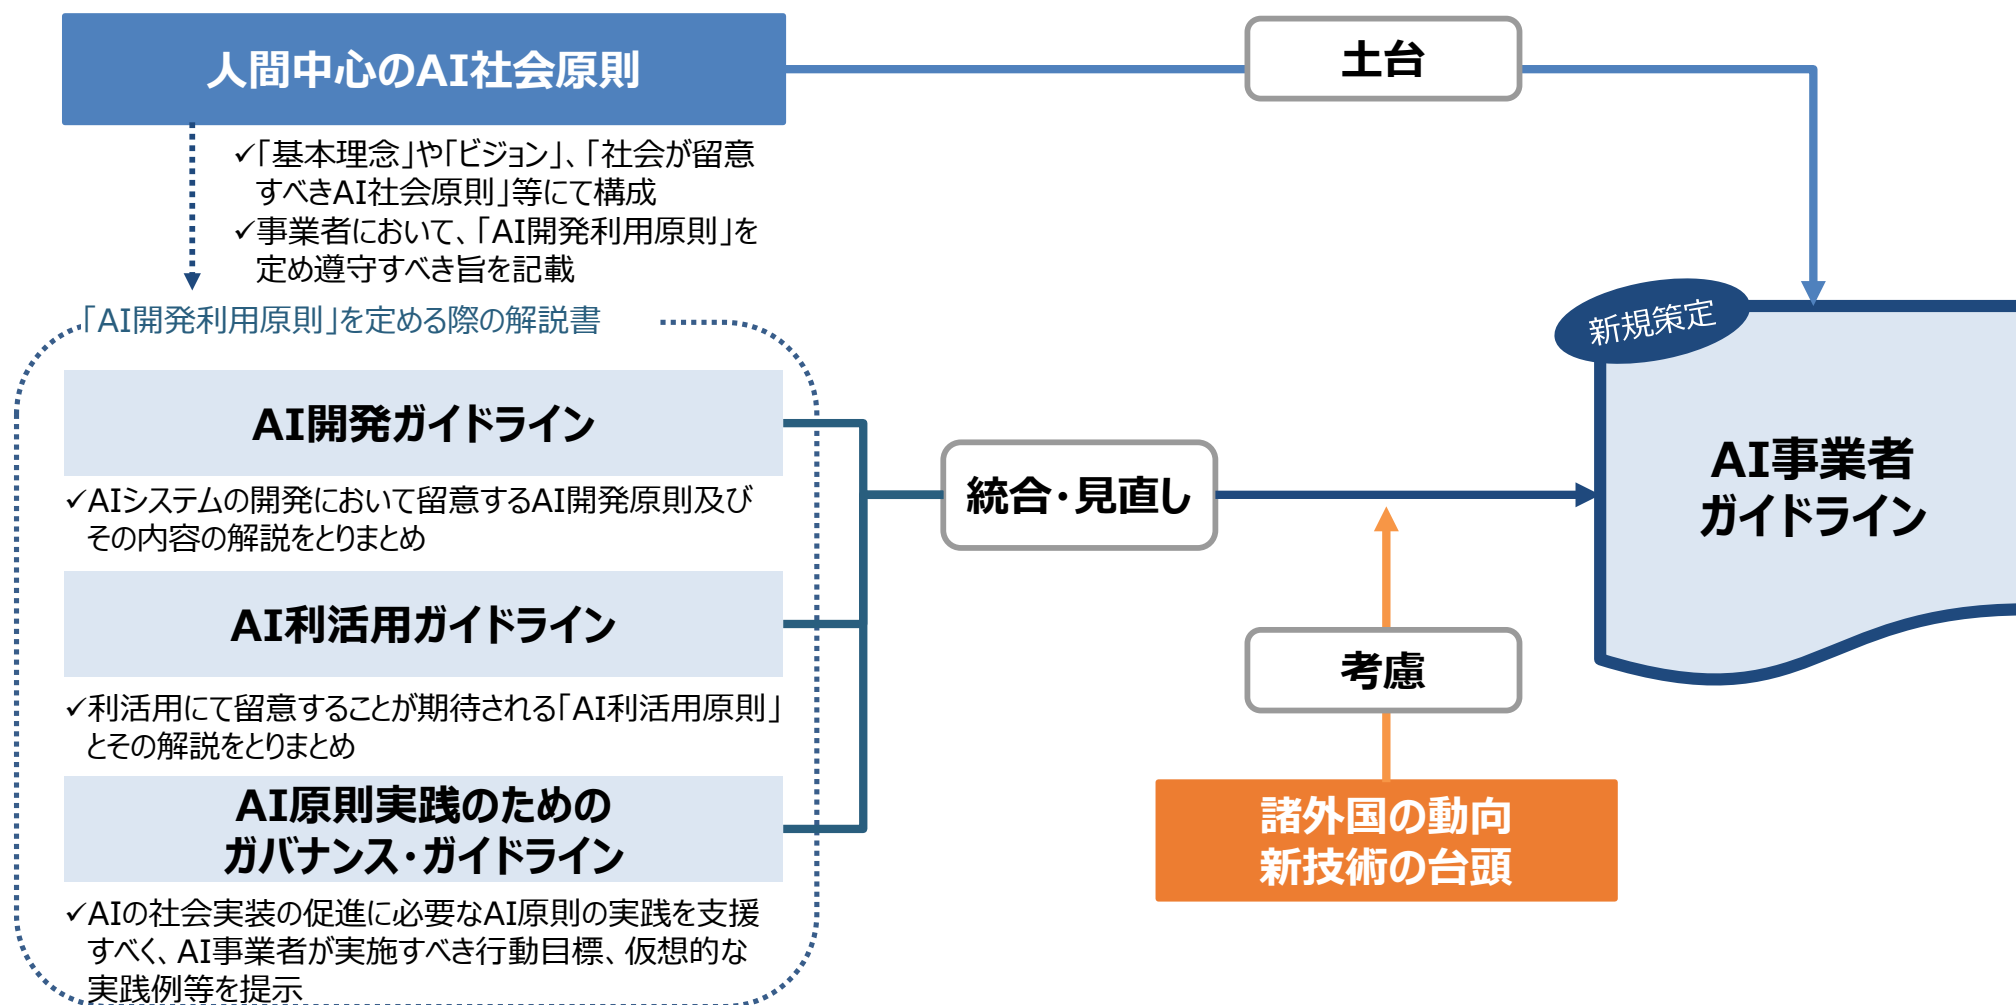 人間中心のAI社会原則
土台
✓「基本理念」や「ビジョン」、「社会が留意
すべきAI社会原則」等にて構成
✓事業者において、「AI開発利用原則」を
定め遵守すべき旨を記載
「AI開発利用原則」を定める際の解説書
新規策定
AI開発ガイドライン
✓AIシステムの開発において留意するAI開発原則及び
その内容の解説をとりまとめ
統合・見直し
AI事業者
ガイドライン
AI利活用ガイドライン
✓利活用にて留意することが期待される「AI利活用原則」
とその解説をとりまとめ
考慮
AI原則実践のための
ガバナンス・ガイドライン
諸外国の動向
新技術の台頭
✓AIの社会実装の促進に必要なAI原則の実践を支援
すべく、AI事業者が実施すべき行動目標、仮想的な
実践例等を提示